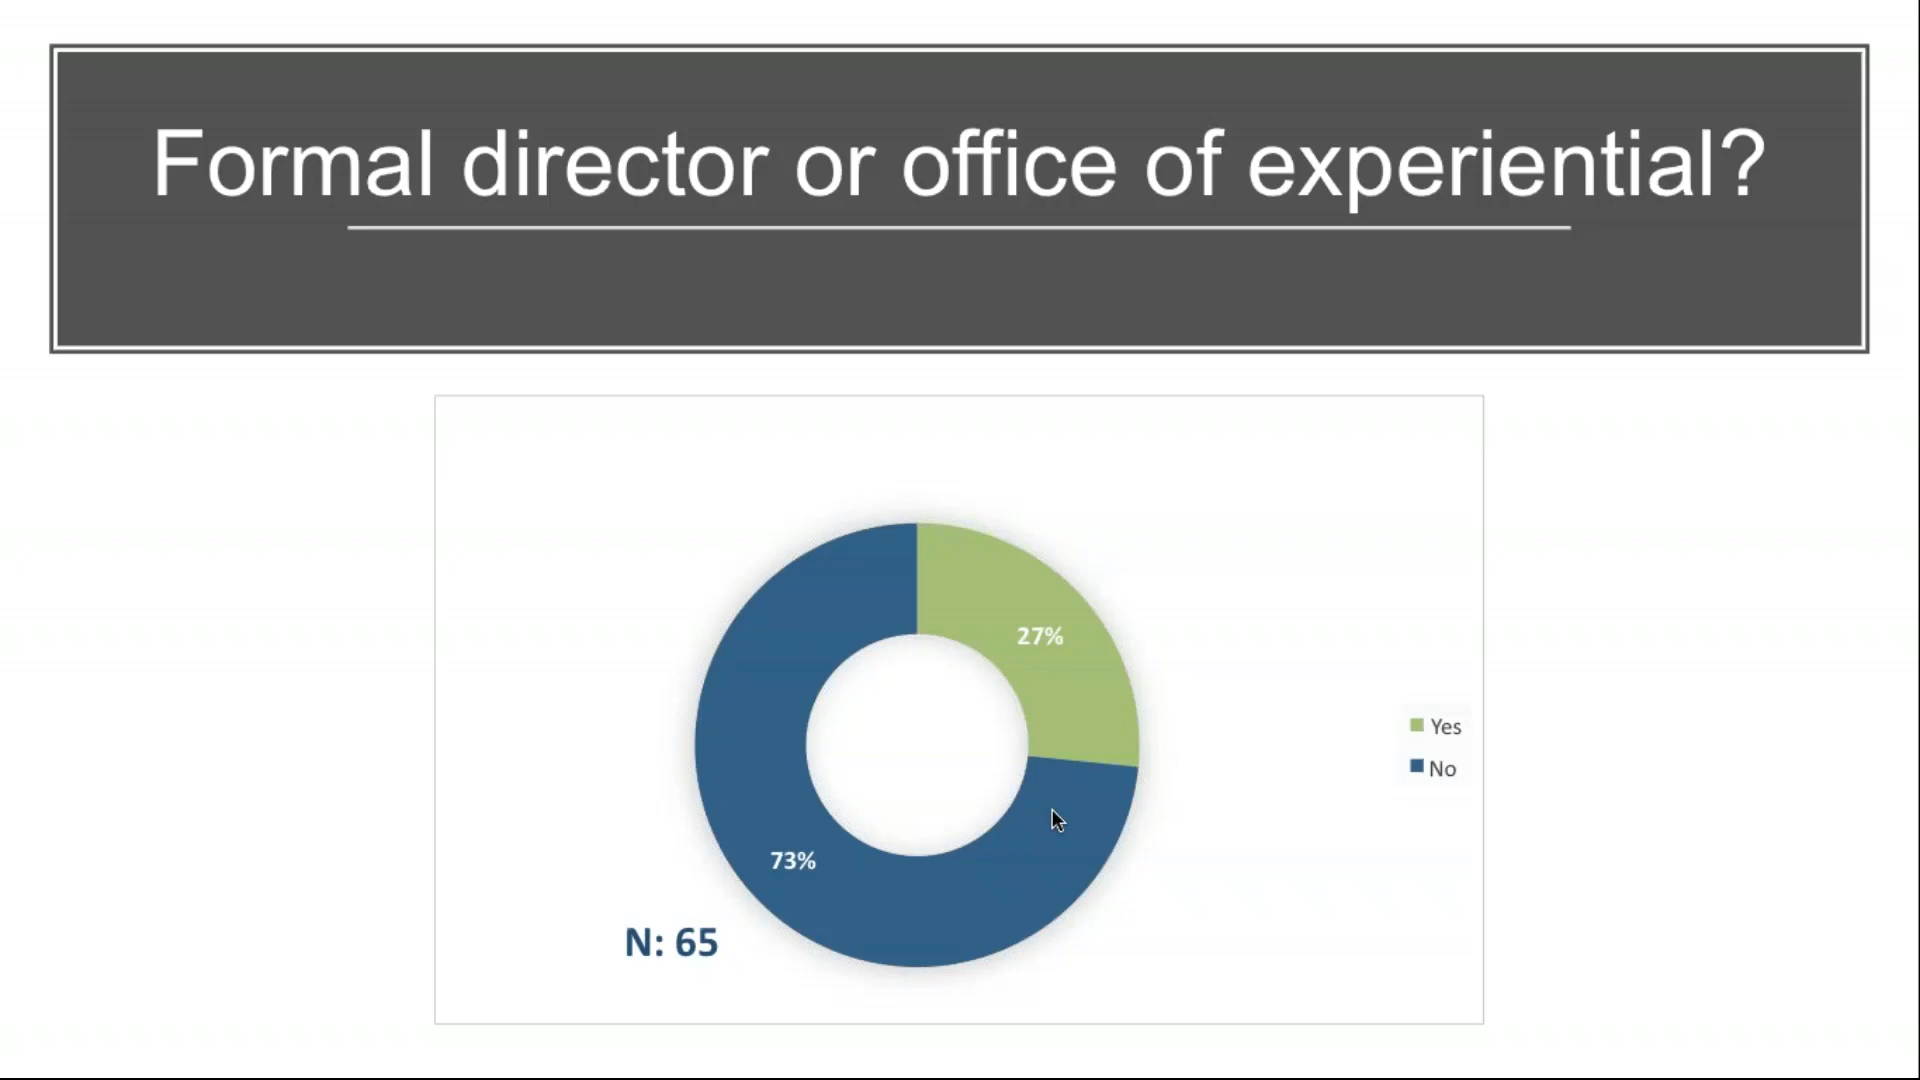 Formal director or office of experiential?
27%
Yes
No
73%
N: 65